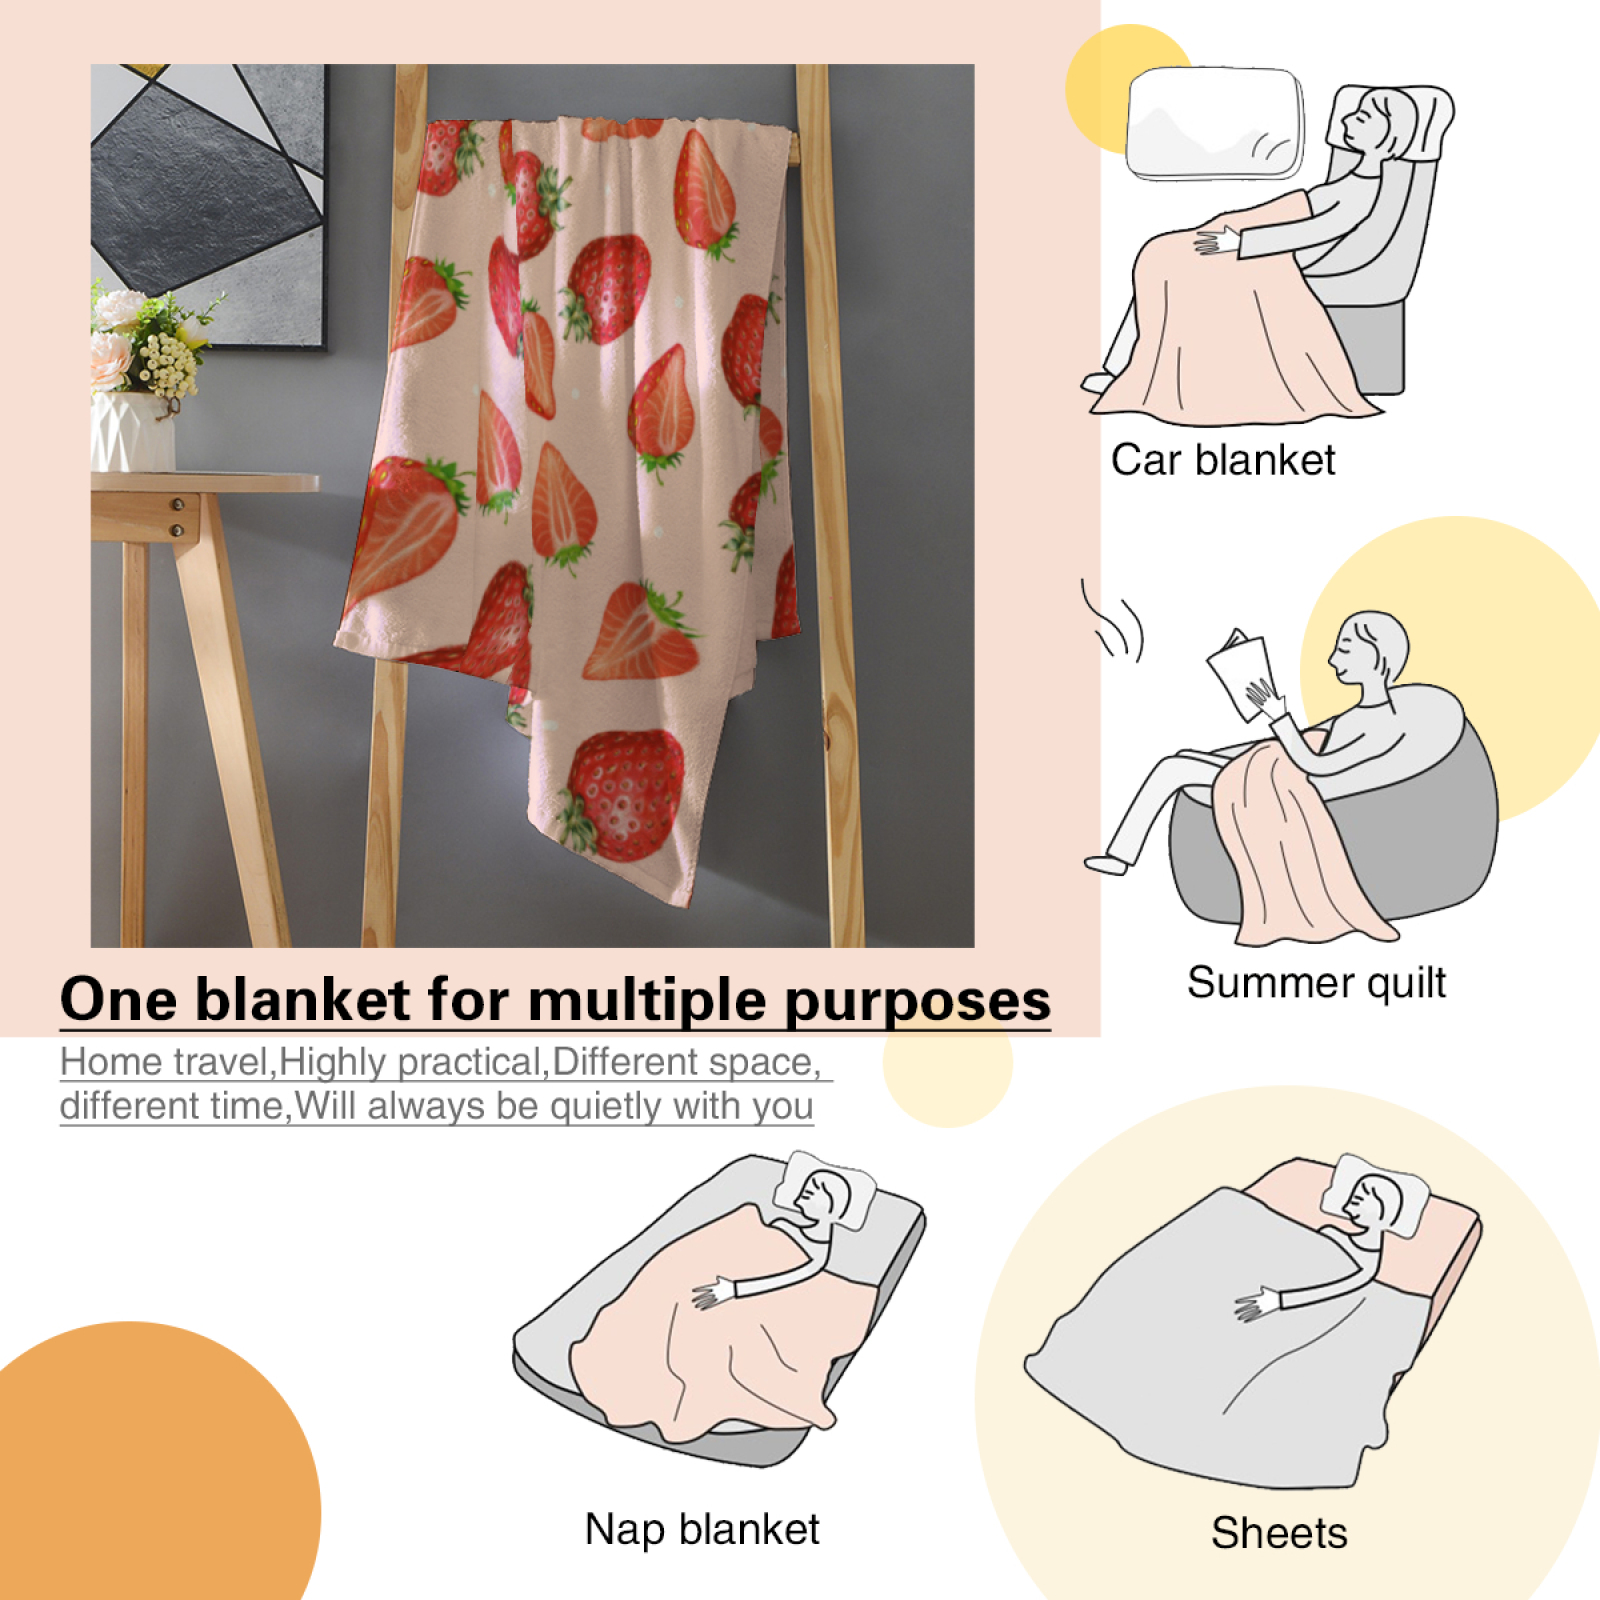 Car blanket
Summer quilt
One blanket for multiple purposes
Home travel,Highly practical,Different space,
different time,Will always be quietly with you
Nap blanket
Sheets